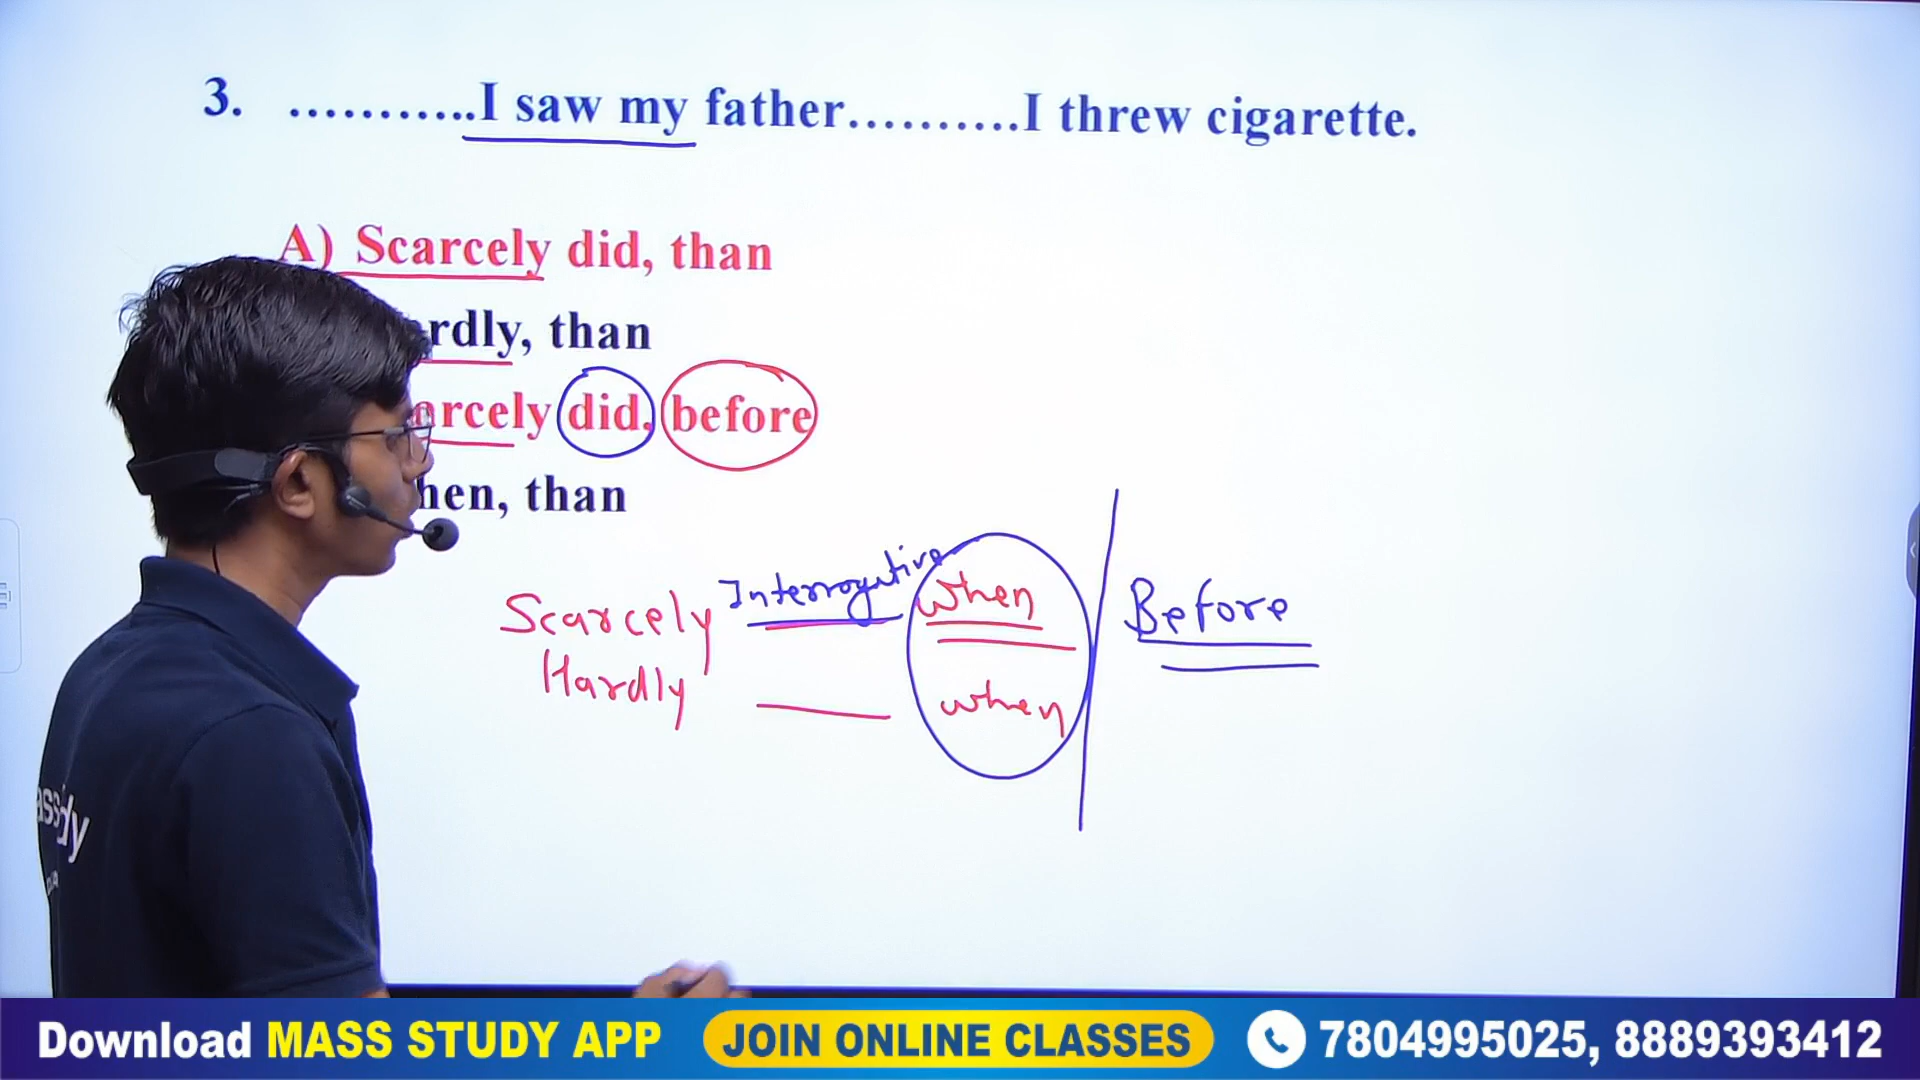 3. ...........I saw my father..........I threw cigarette.
A) Scarcely did, than
rdly, than
arcely did, before
hen, than
Scarcely Interrogative when Before
Hardly when
Download MASS STUDY APP JOIN ONLINE CLASSES 7804995025, 8889393412